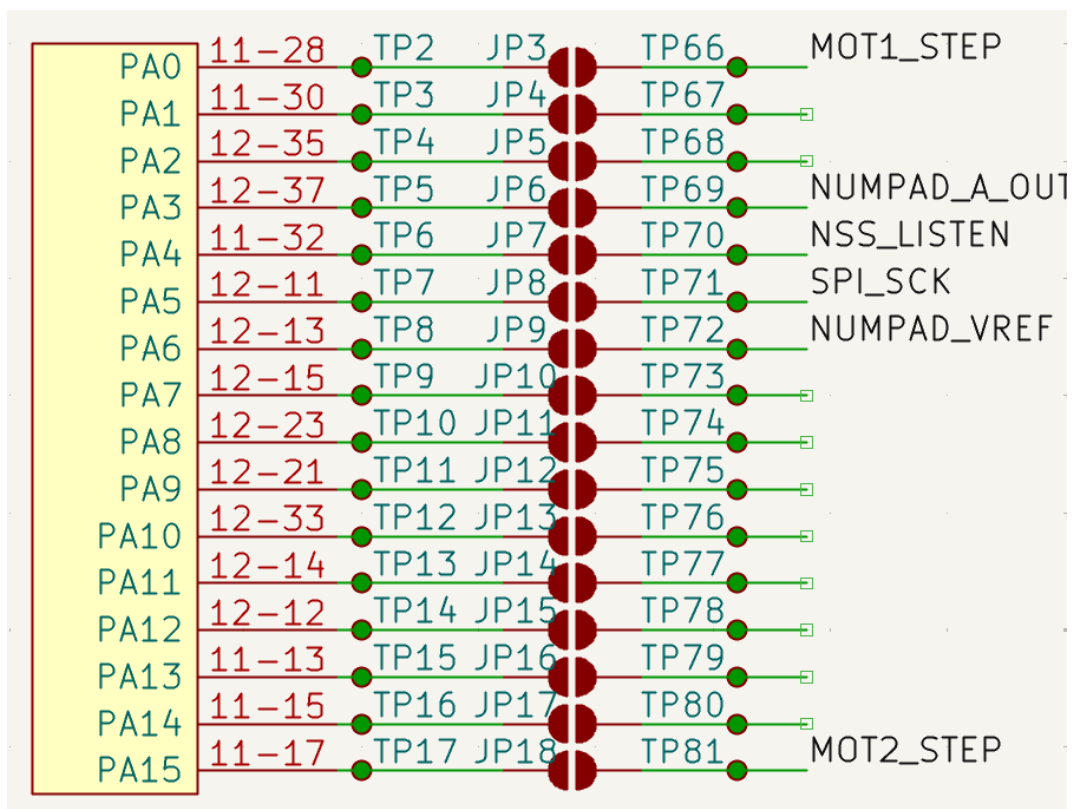 PA0 11-28 TP2 JP3 TP66 MOT1_STEP
PA1 11-30 TP3 JP4 TP67
PA2 12-35 TP4 JP5 TP68
PA3 12-37 TP5 JP6 TP69 NUMPAD_A_OUT
PA4 11-32 TP6 JP7 TP70 NSS_LISTEN
PA5 12-11 TP7 JP8 TP71 SPI_SCK
PA6 12-13 TP8 JP9 TP72 NUMPAD_VREF
PA7 12-15 TP9 JP10 TP73
PA8 12-23 TP10 JP11 TP74
PA9 12-21 TP11 JP12 TP75
PA10 12-33 TP12 JP13 TP76
PA11 12-14 TP13 JP14 TP77
PA12 12-12 TP14 JP15 TP78
PA13 11-13 TP15 JP16 TP79
PA14 11-15 TP16 JP17 TP80
PA15 11-17 TP17 JP18 TP81 MOT2_STEP